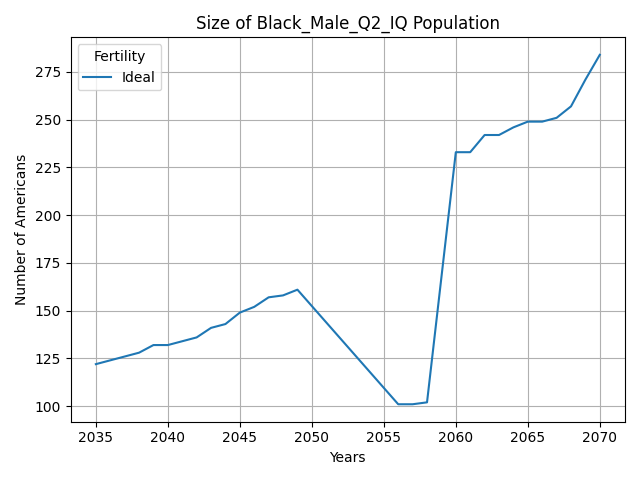 Size of Black_Male_Q2_IQ Population
Fertility
Ideal
Number of Americans
275
250
225
200
175
150
125
100
2035 2040 2045 2050 2055 2060 2065 2070
Years